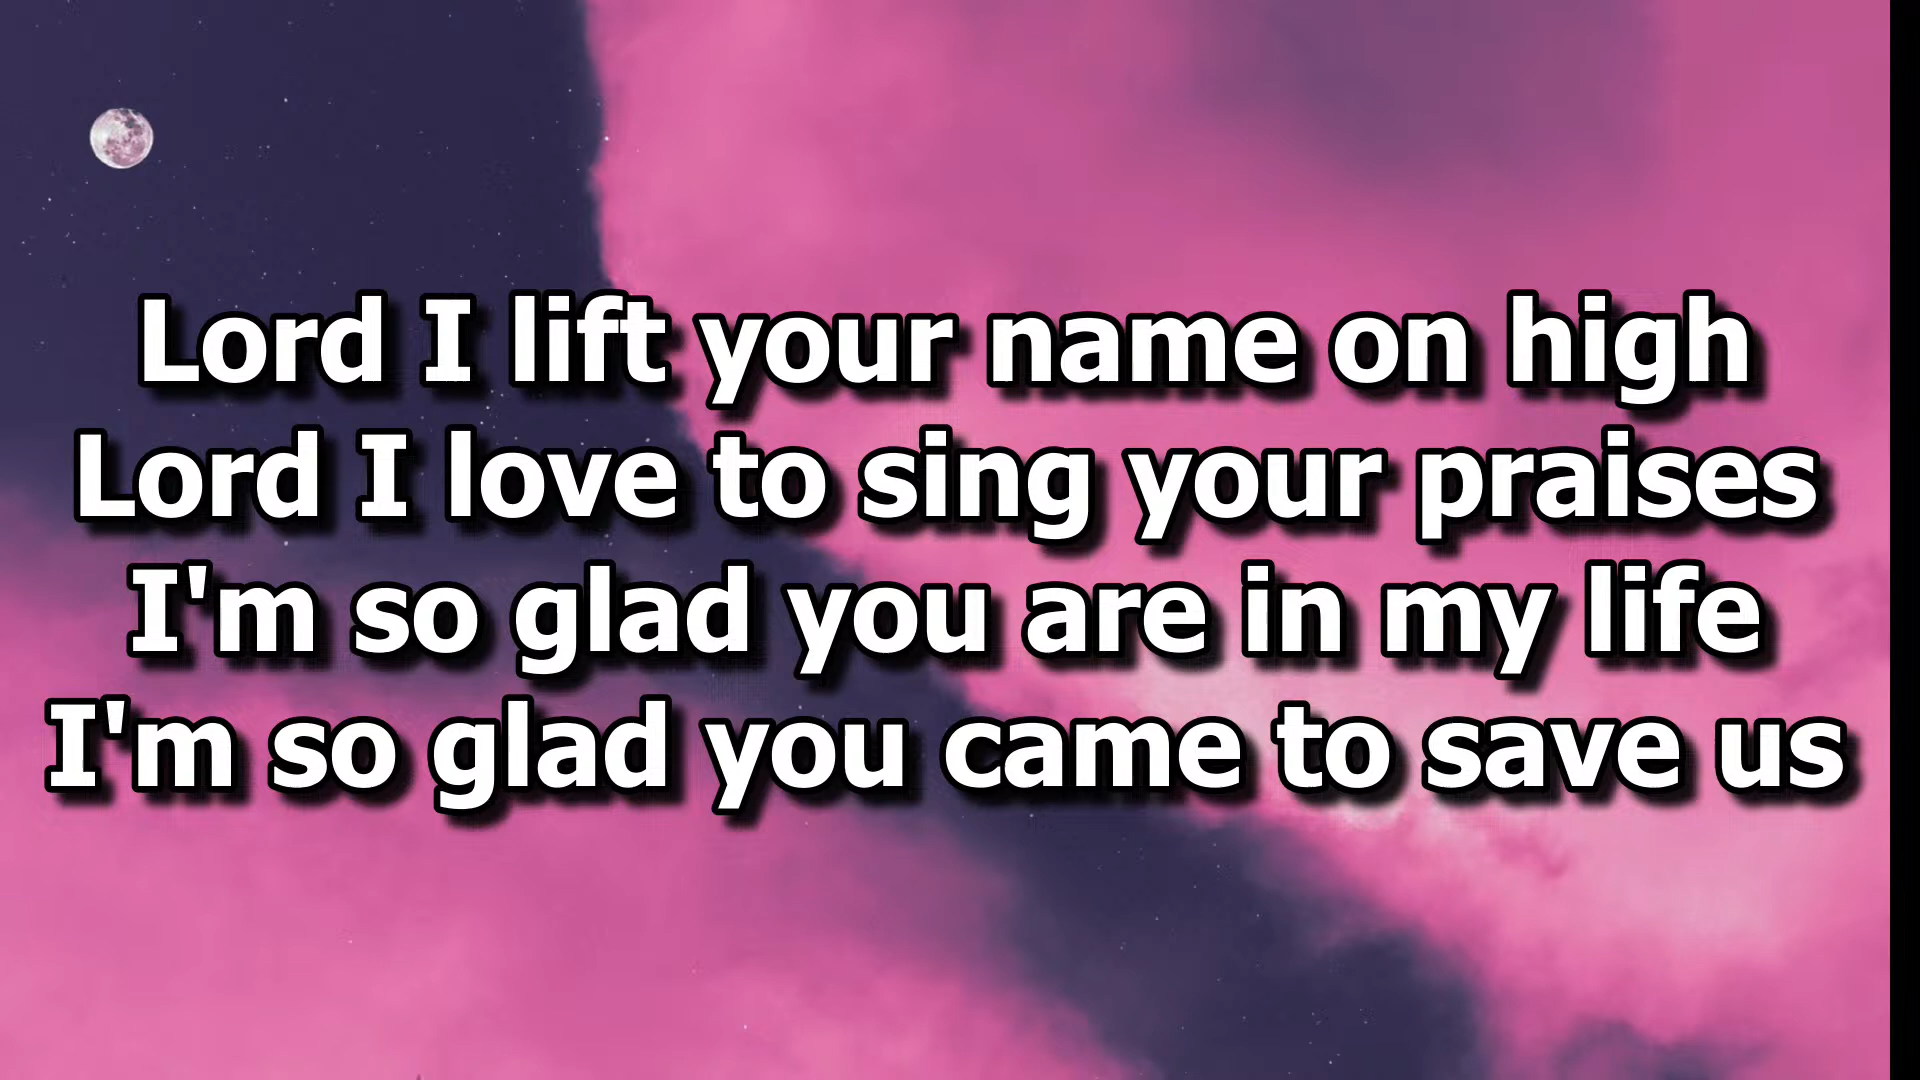 Lord I lift your name on high
Lord I love to sing your praises
I'm so glad you are in my life
I'm so glad you came to save us